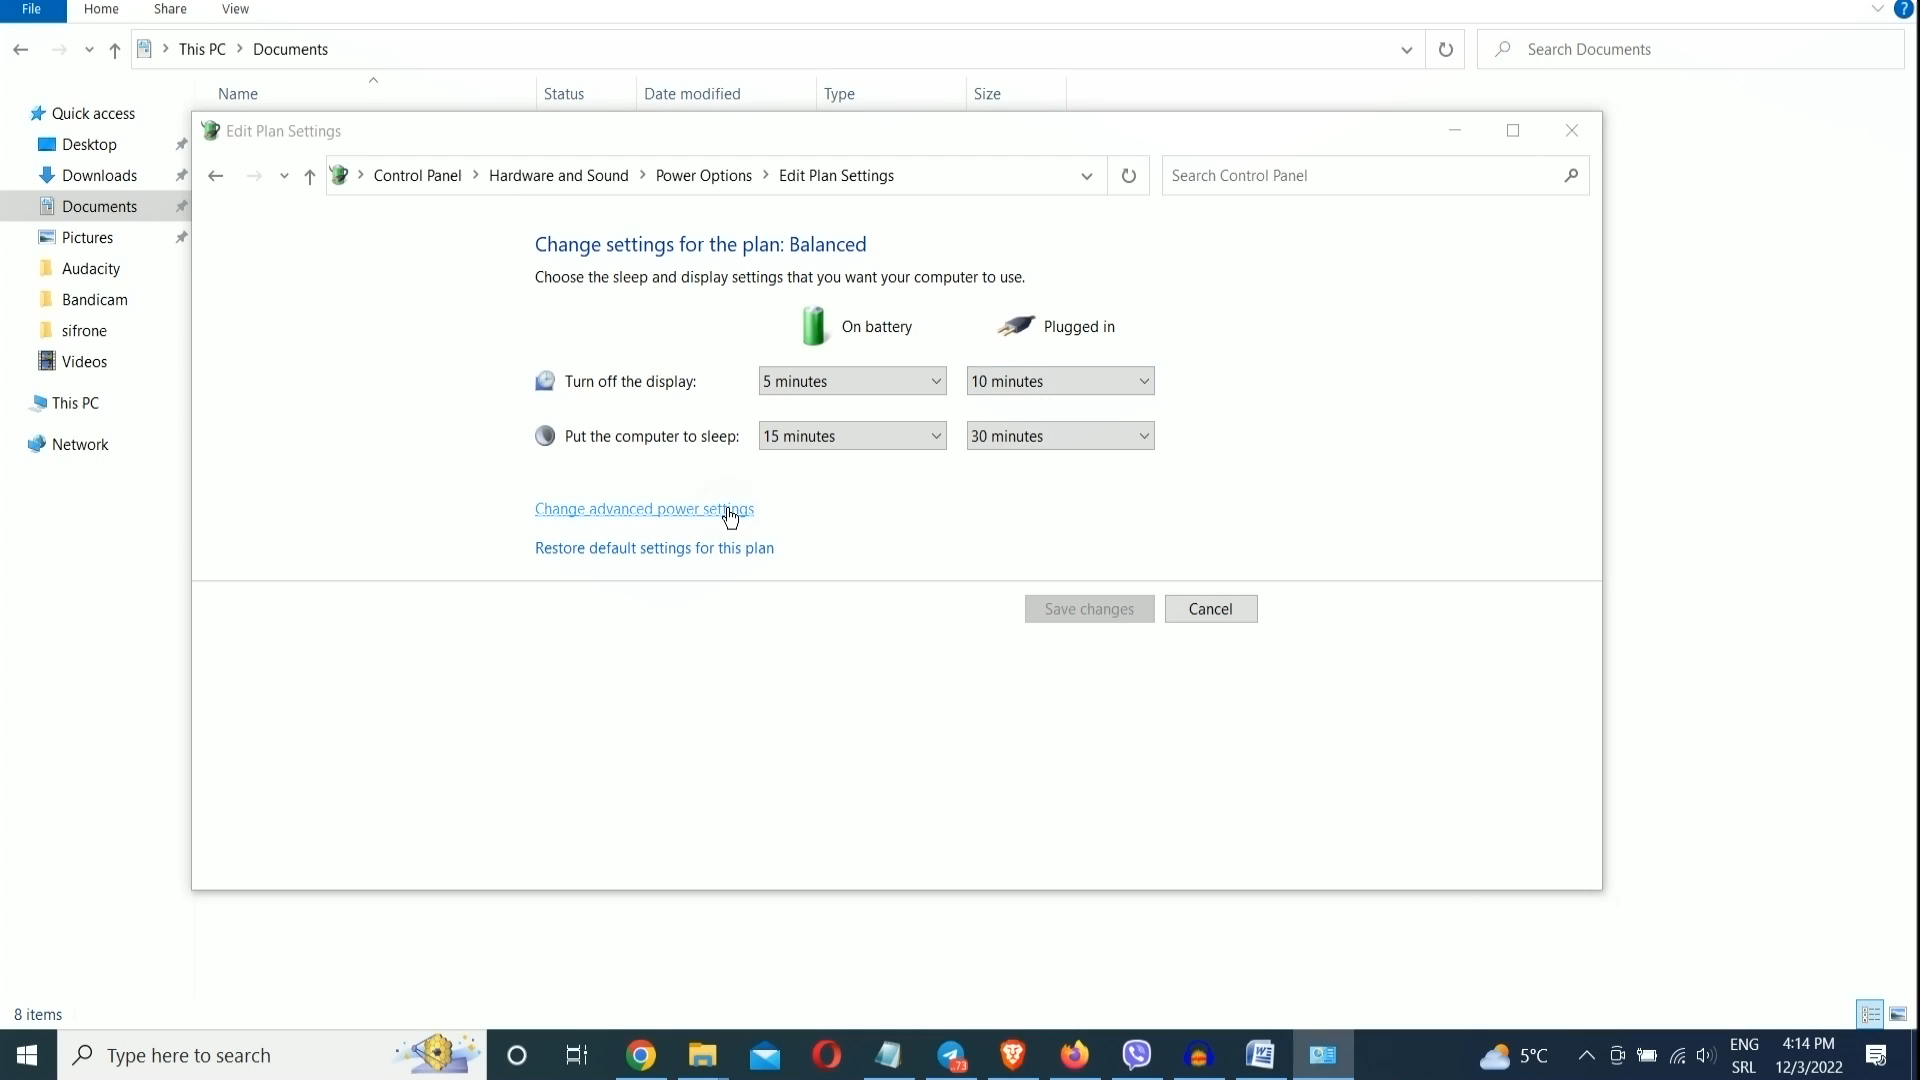 File Home Share View
?
This PC Documents
Search Documents
Name Status Date modified Type Size
Quick access
Desktop
Downloads
Documents
Pictures
Audacity
Bandicam
sifrone
Videos
This PC
Network
Edit Plan Settings
Control Panel Hardware and Sound Power Options Edit Plan Settings
Search Control Panel
Change settings for the plan: Balanced
Choose the sleep and display settings that you want your computer to use.
On battery Plugged in
Turn off the display: 5 minutes 10 minutes
Put the computer to sleep: 15 minutes 30 minutes
Change advanced power settings
Restore default settings for this plan
Save changes Cancel
8 items
Type here to search
73
5°C
ENG
SRL
4:14 PM
12/3/2022